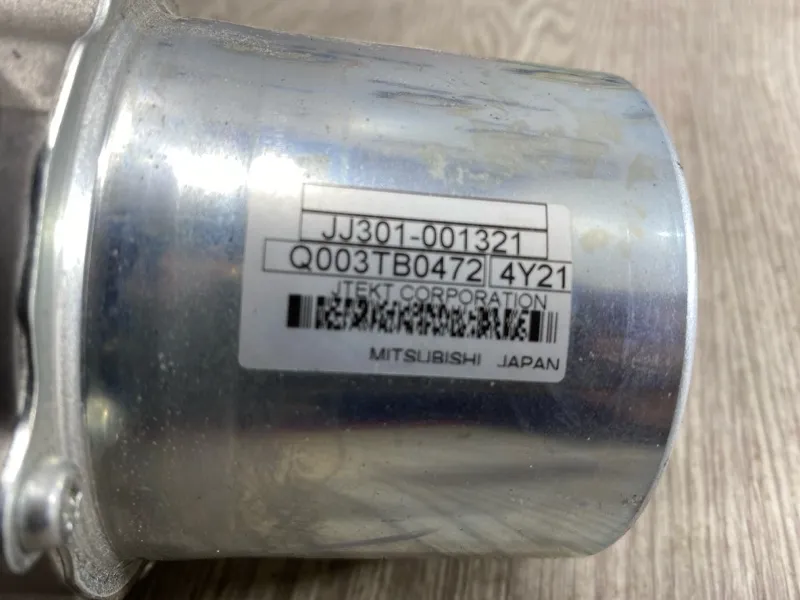 JJ301-001321
Q003TB0472 4Y21
JTEKT CORPORATION
MITSUBISHI JAPAN